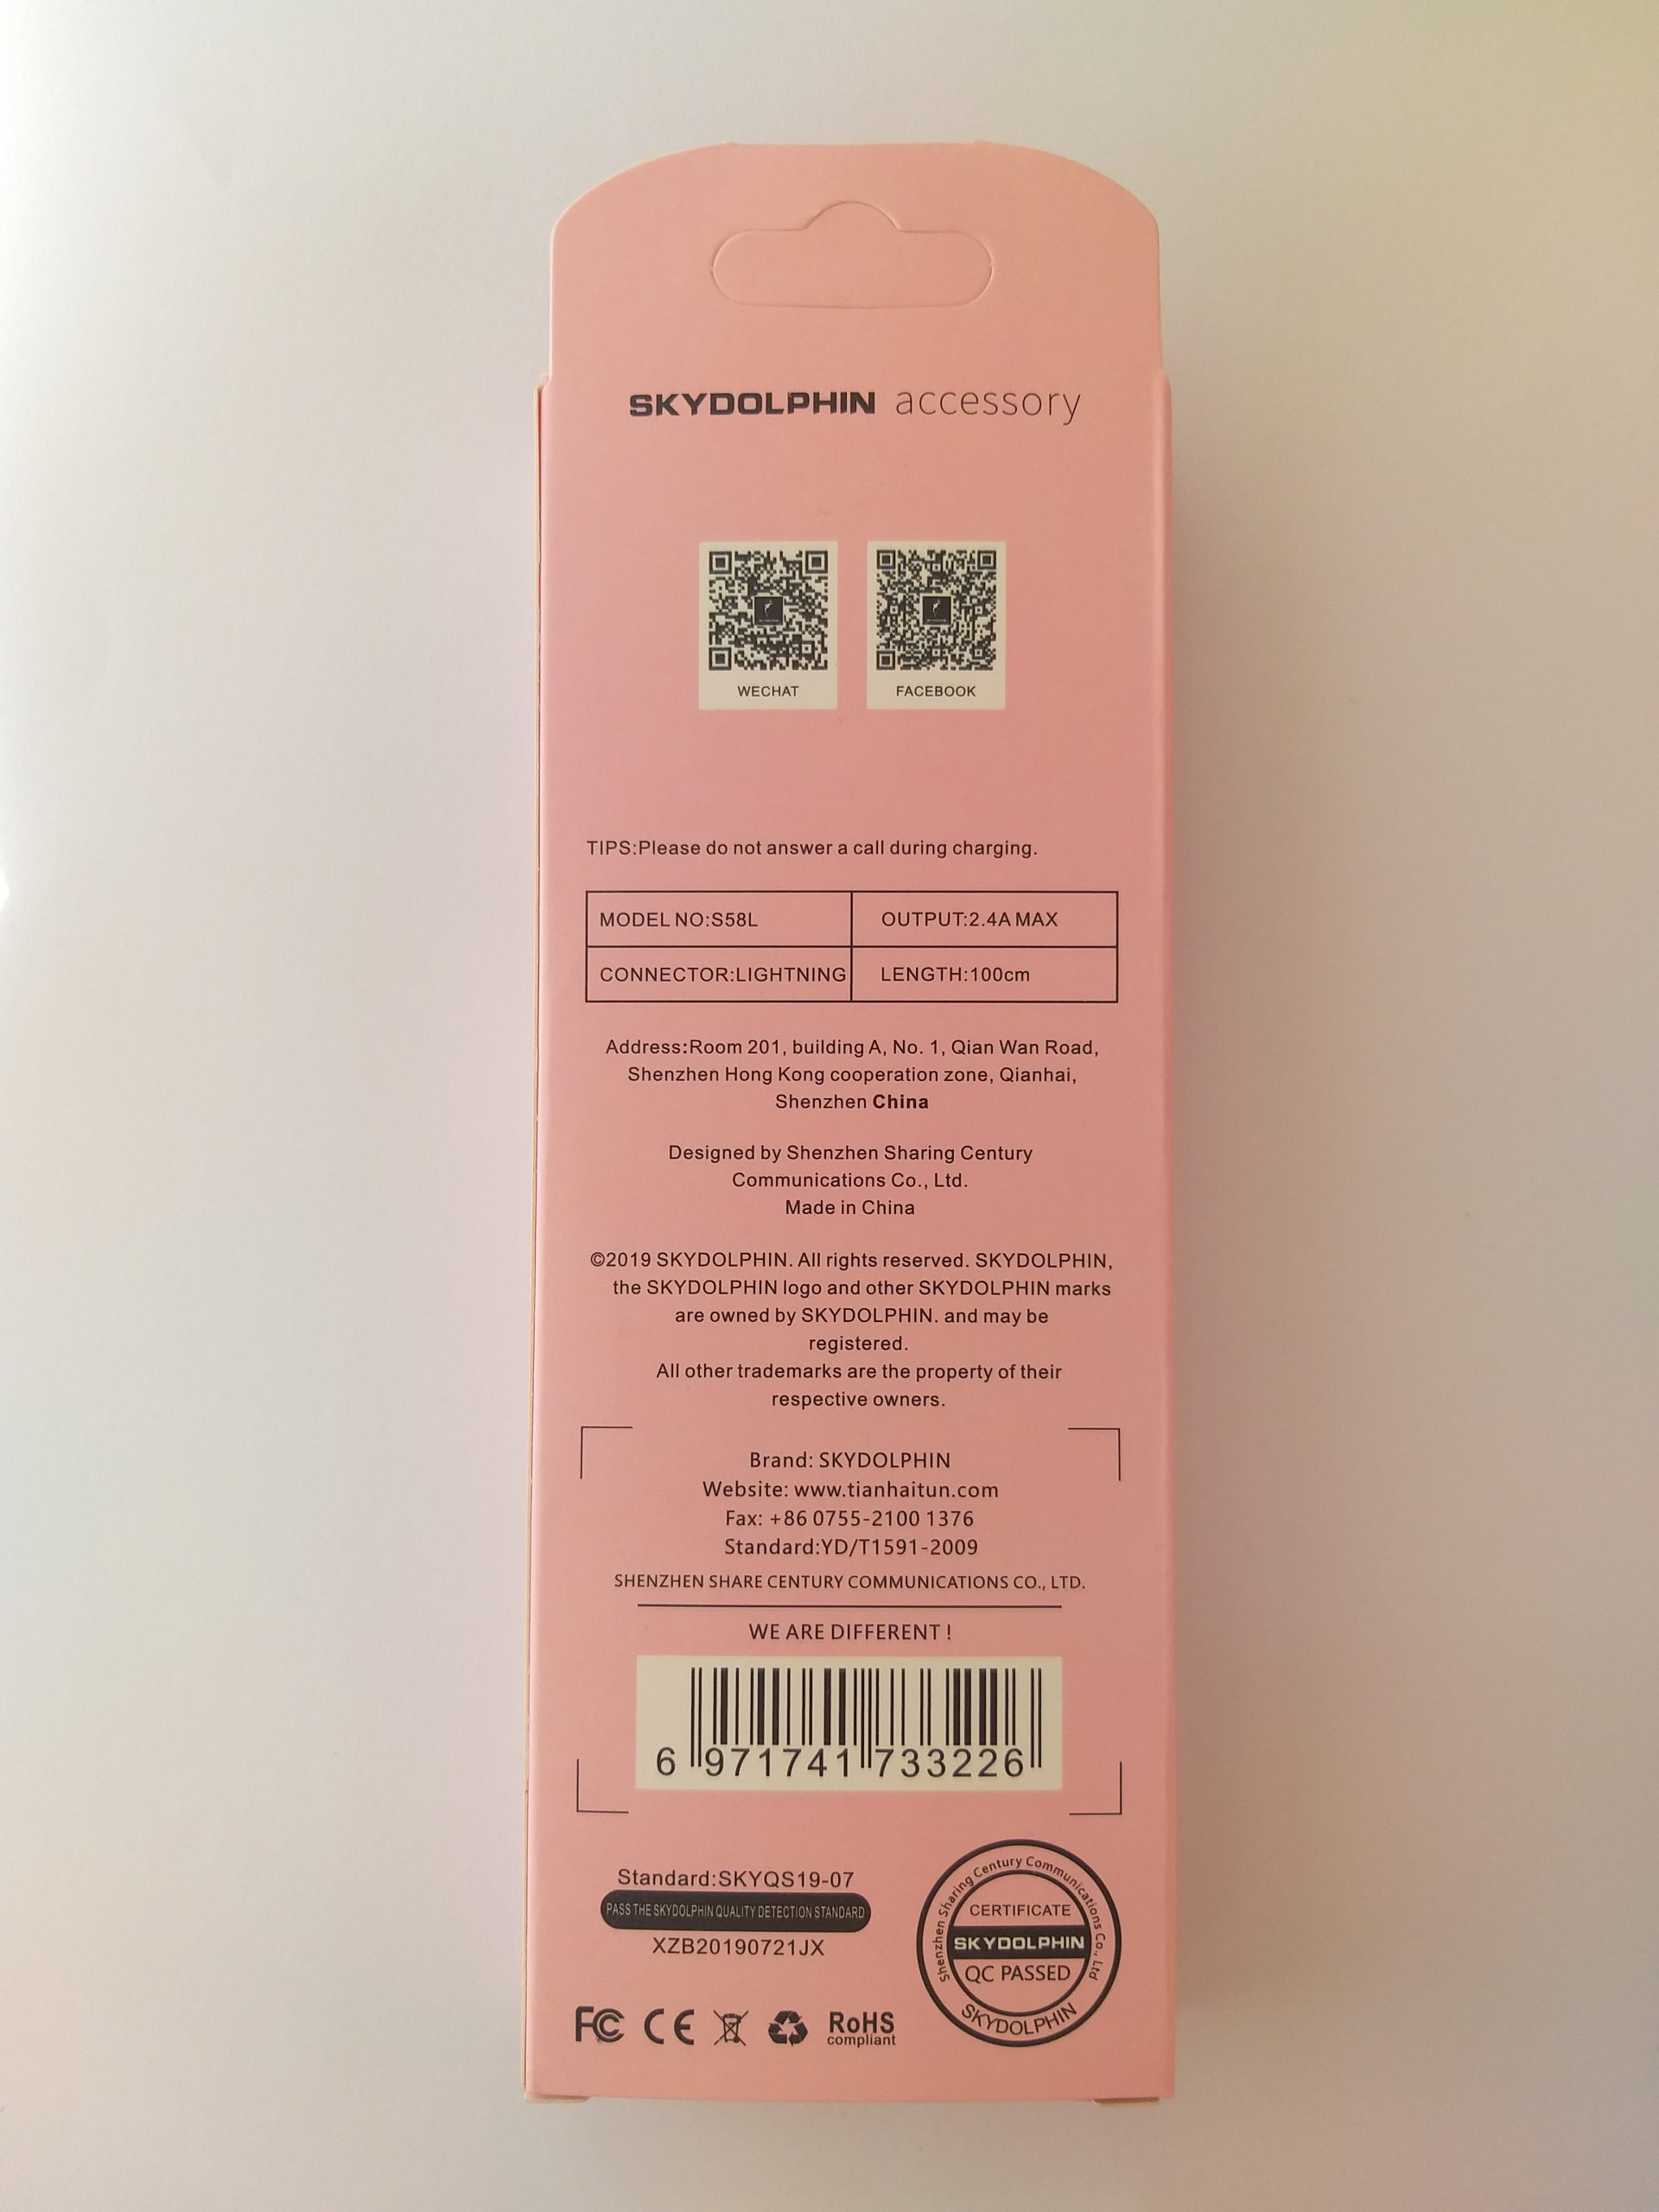 SKYDOLPHIN accessory
WECHAT
FACEBOOK
TIPS:Please do not answer a call during charging.
MODEL NO:S58L
OUTPUT:2.4A MAX
CONNECTOR:LIGHTNING
LENGTH:100cm
Address:Room 201, building A, No. 1, Qian Wan Road,
Shenzhen Hong Kong cooperation zone, Qianhai,
Shenzhen China
Designed by Shenzhen Sharing Century
Communications Co., Ltd.
Made in China
©2019 SKYDOLPHIN. All rights reserved. SKYDOLPHIN,
the SKYDOLPHIN logo and other SKYDOLPHIN marks
are owned by SKYDOLPHIN. and may be
registered.
All other trademarks are the property of their
respective owners.
Brand: SKYDOLPHIN
Website: www.tianhaitun.com
Fax: +86 0755-2100 1376
Standard:YD/T1591-2009
SHENZHEN SHARE CENTURY COMMUNICATIONS CO., LTD.
WE ARE DIFFERENT !
6 971741 733226
Standard:SKYQS19-07
PASS THE SKYDOLPHIN QUALITY DETECTION STANDARD
XZB20190721JX
Shenzhen Sharing Century Communications Co., Ltd
CERTIFICATE
SKYDOLPHIN
QC PASSED
SKYDOLPHIN
FC CE RoHS
compliant